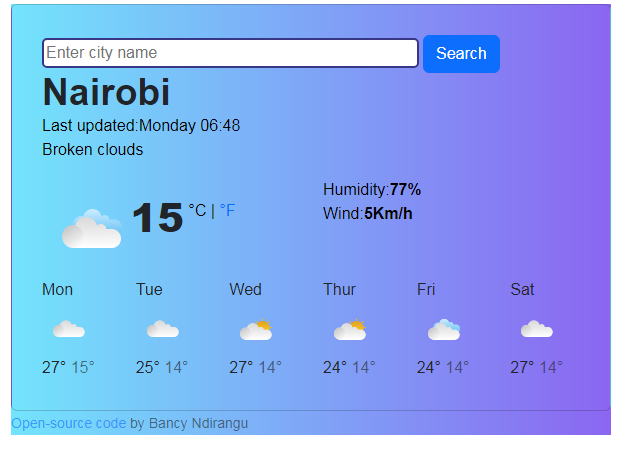 Enter city name
Search
Nairobi
Last updated:Monday 06:48
Broken clouds
15 °C | °F
Humidity:77%
Wind:5Km/h
Mon Tue Wed Thur Fri Sat
27° 15° 25° 14° 27° 14° 24° 14° 24° 14° 27° 14°
Open-source code by Bancy Ndirangu